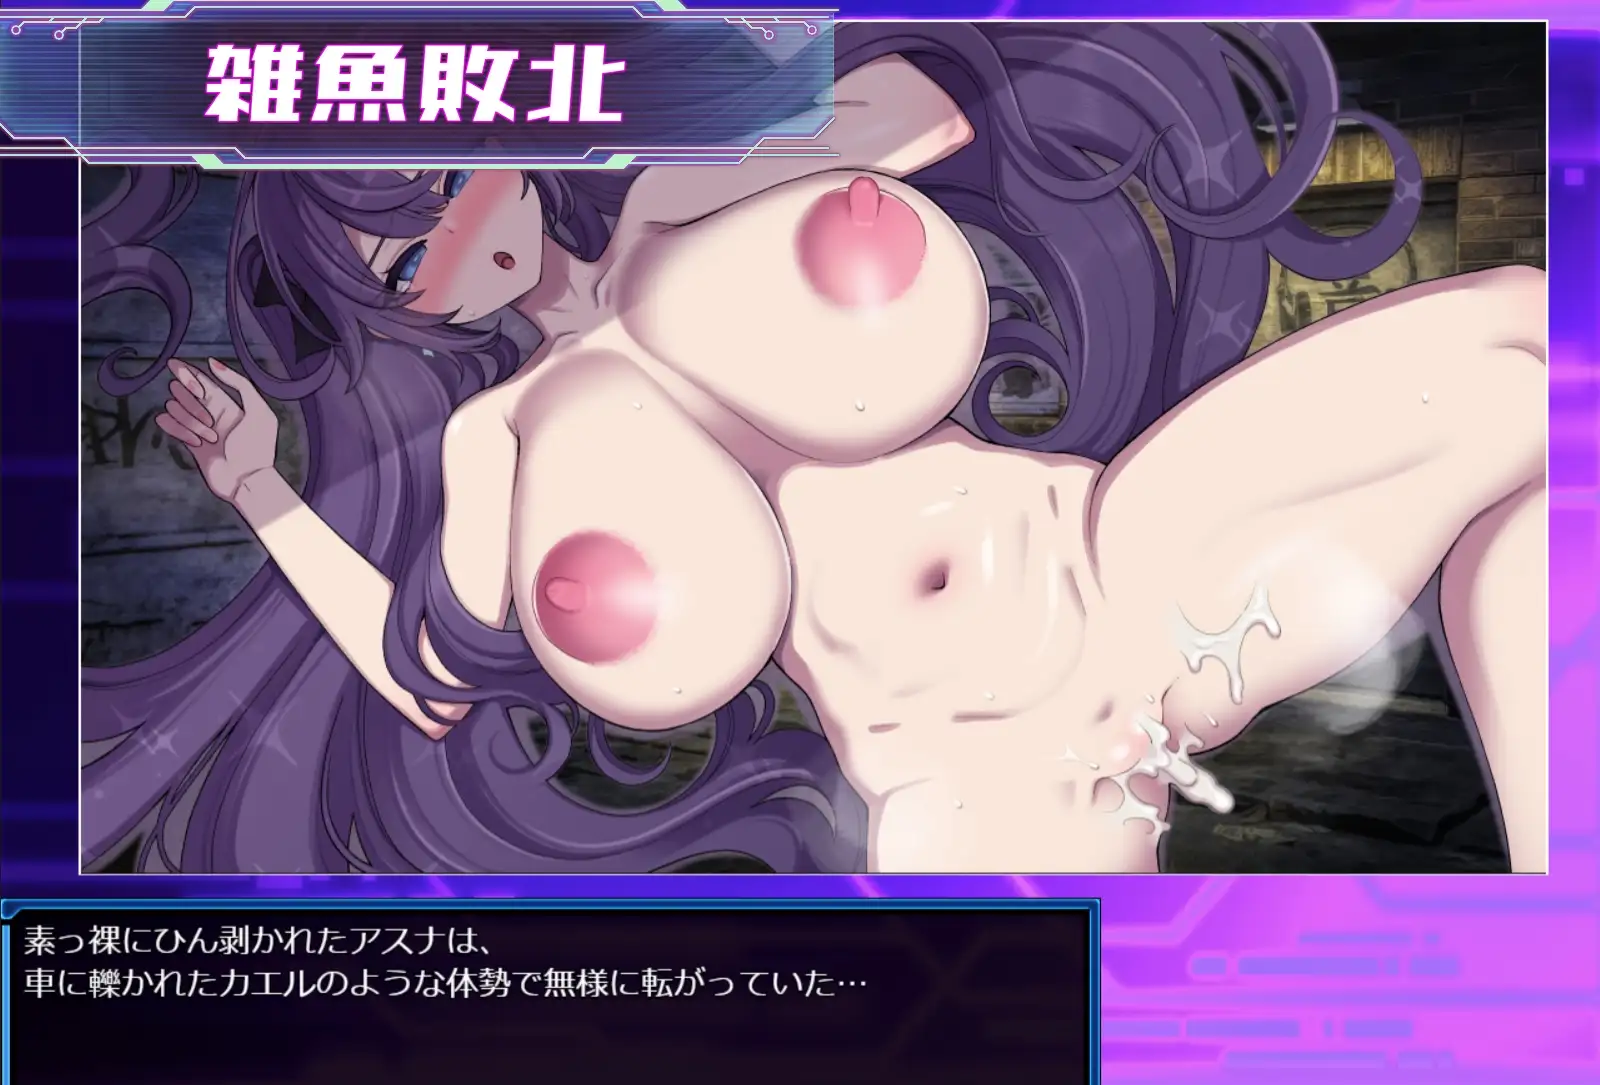 雑魚敗北
素っ裸にひん剥かれたアスナは、
車に轢かれたカエルのような体勢で無様に転がっていた…